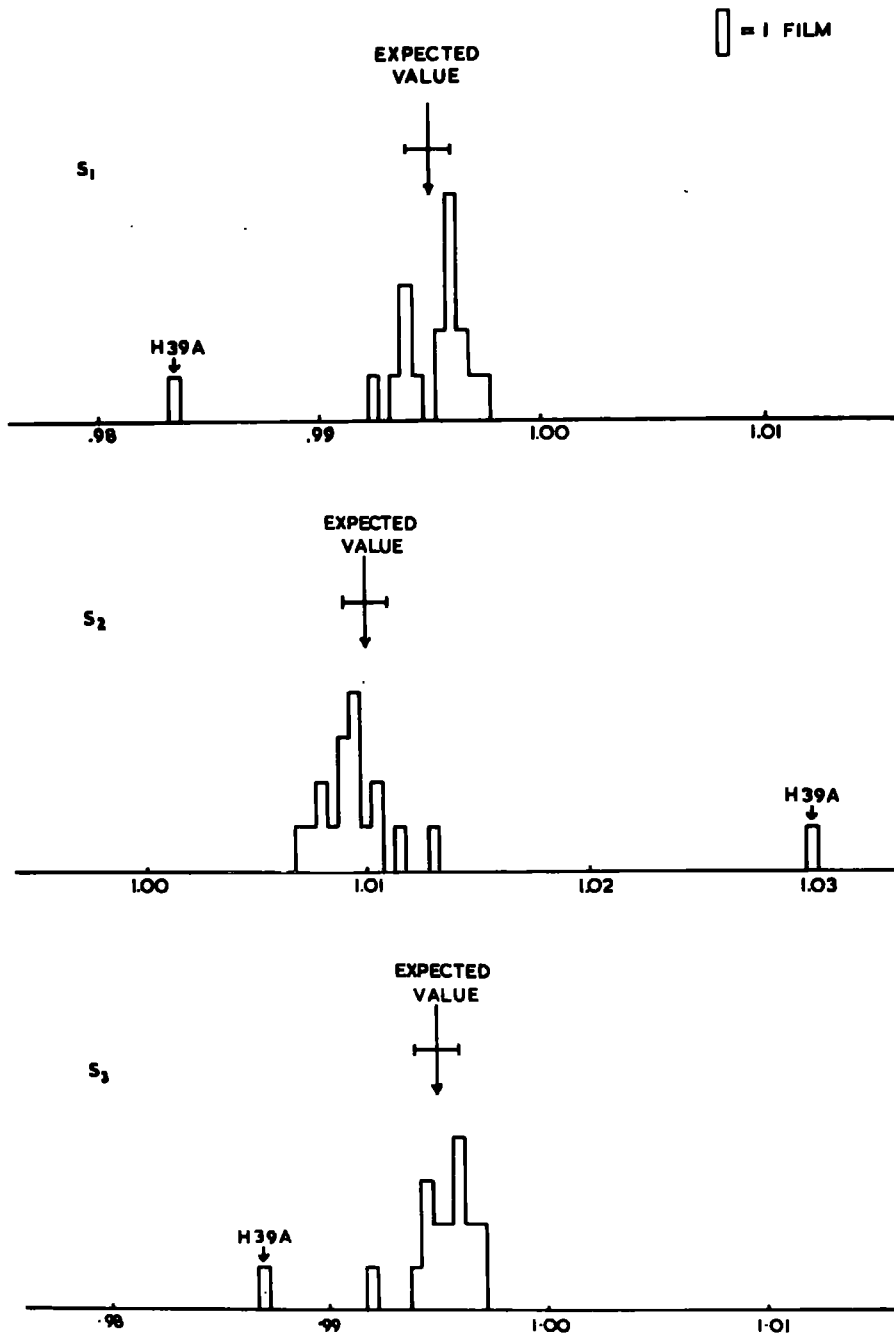 = 1 FILM
EXPECTED
VALUE
S₁
H39A
.98 .99 1.00 1.01
EXPECTED
VALUE
S₂
H39A
1.00 1.01 1.02 1.03
EXPECTED
VALUE
S₃
H39A
.98 .99 1.00 1.01